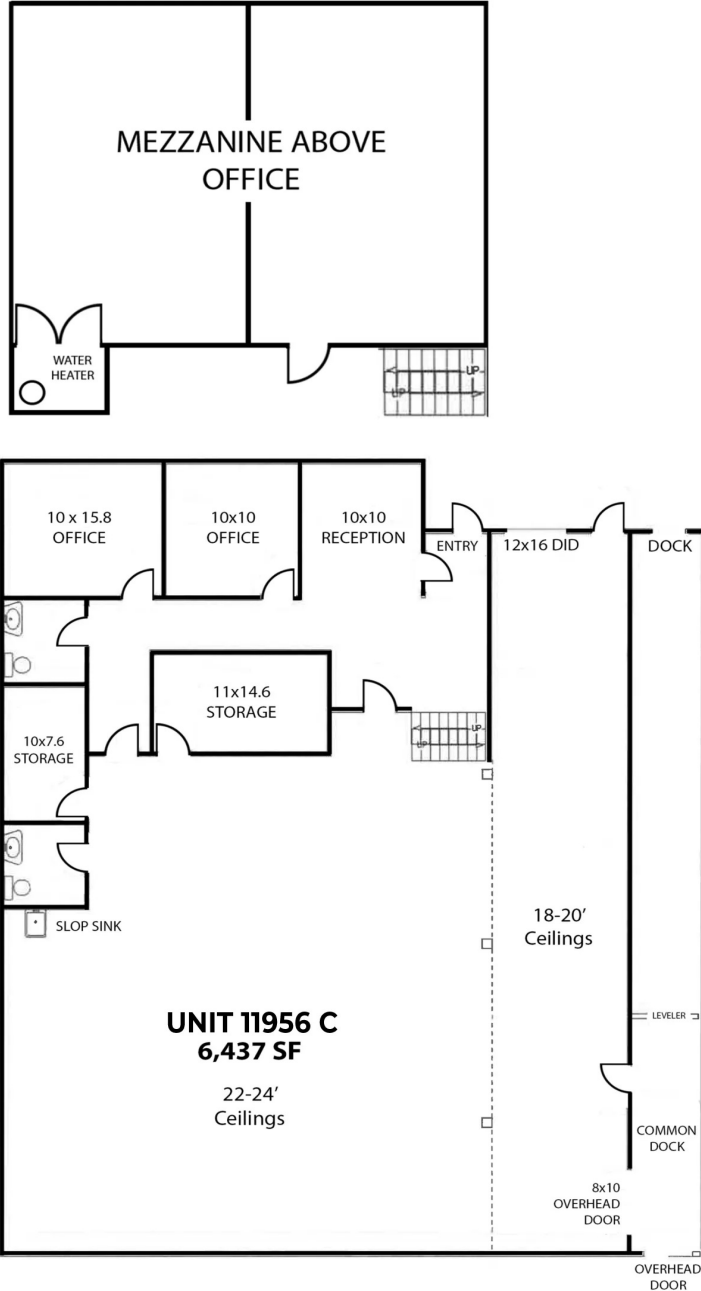 MEZZANINE ABOVE
OFFICE
WATER
HEATER
UP
UP
10 x 15.8
OFFICE
10x10
OFFICE
10x10
RECEPTION
ENTRY
12x16 DID
DOCK
11x14.6
STORAGE
10x7.6
STORAGE
UP
UP
SLOP SINK
18-20’
Ceilings
UNIT 11956 C
6,437 SF
22-24’
Ceilings
LEVELER
COMMON
DOCK
8x10
OVERHEAD
DOOR
OVERHEAD
DOOR